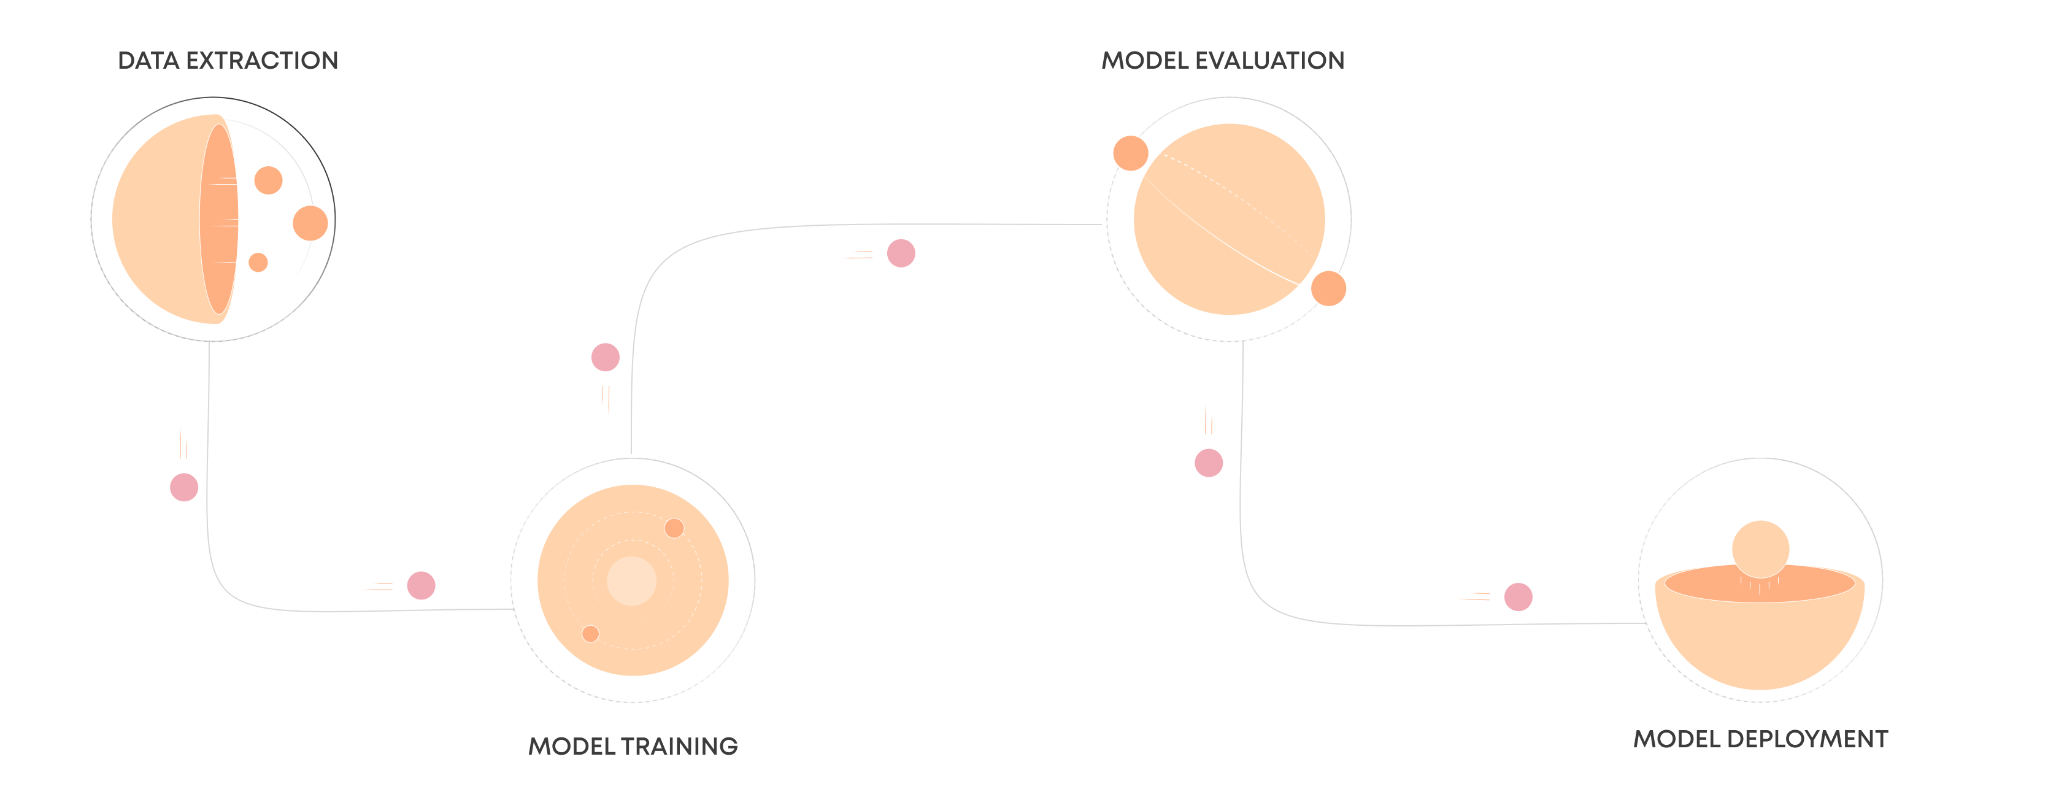 DATA EXTRACTION
MODEL TRAINING
MODEL EVALUATION
MODEL DEPLOYMENT